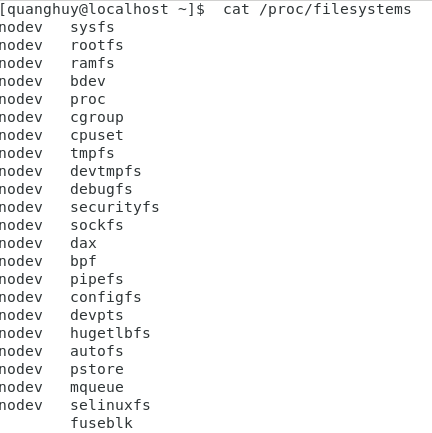 [quanghuy@localhost ~]$  cat /proc/filesystems
nodev   sysfs
nodev   rootfs
nodev   ramfs
nodev   bdev
nodev   proc
nodev   cgroup
nodev   cpuset
nodev   tmpfs
nodev   devtmpfs
nodev   debugfs
nodev   securityfs
nodev   sockfs
nodev   dax
nodev   bpf
nodev   pipefs
nodev   configfs
nodev   devpts
nodev   hugetlbfs
nodev   autofs
nodev   pstore
nodev   mqueue
nodev   selinuxfs
        fuseblk